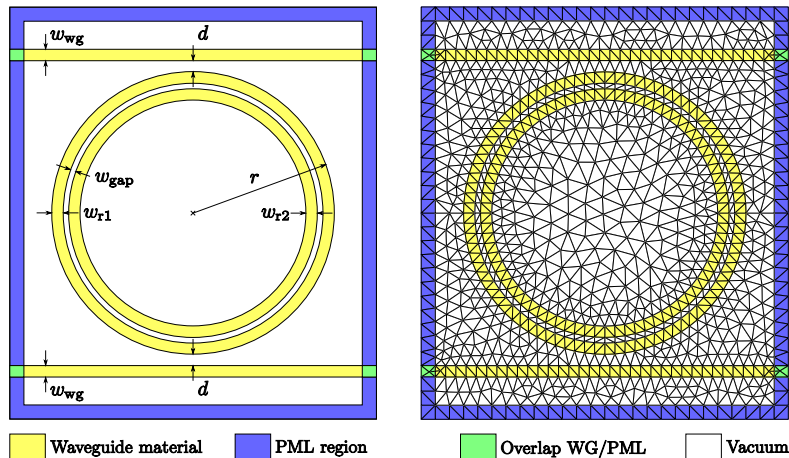 w_wg
d
w_gap
r
w_r1
w_r2
w_wg
d
Waveguide material
PML region
Overlap WG/PML
Vacuum